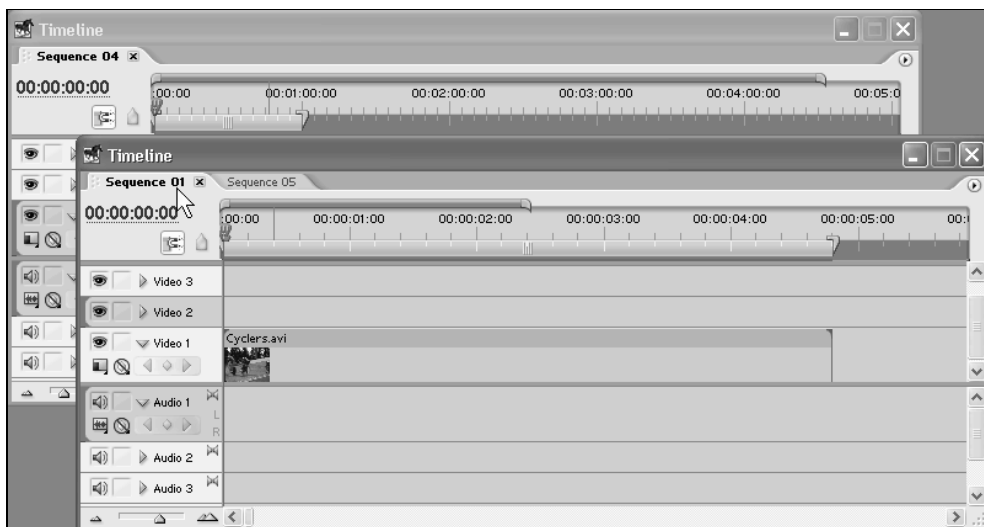 Timeline
Sequence 04
00:00:00:00
:00:00 00:01:00:00 00:02:00:00 00:03:00:00 00:04:00:00 00:05:0
Timeline
Sequence 01 Sequence 05
00:00:00:00
:00:00 00:00:01:00 00:00:02:00 00:00:03:00 00:00:04:00 00:00:05:00 00:
Video 3
Video 2
Video 1
Cyclers.avi
Audio 1
L
R
Audio 2
Audio 3